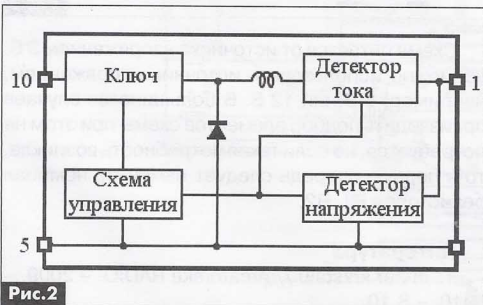 10
Ключ
Детектор
тока
1
Схема
управления
Детектор
напряжения
5
Рис.2